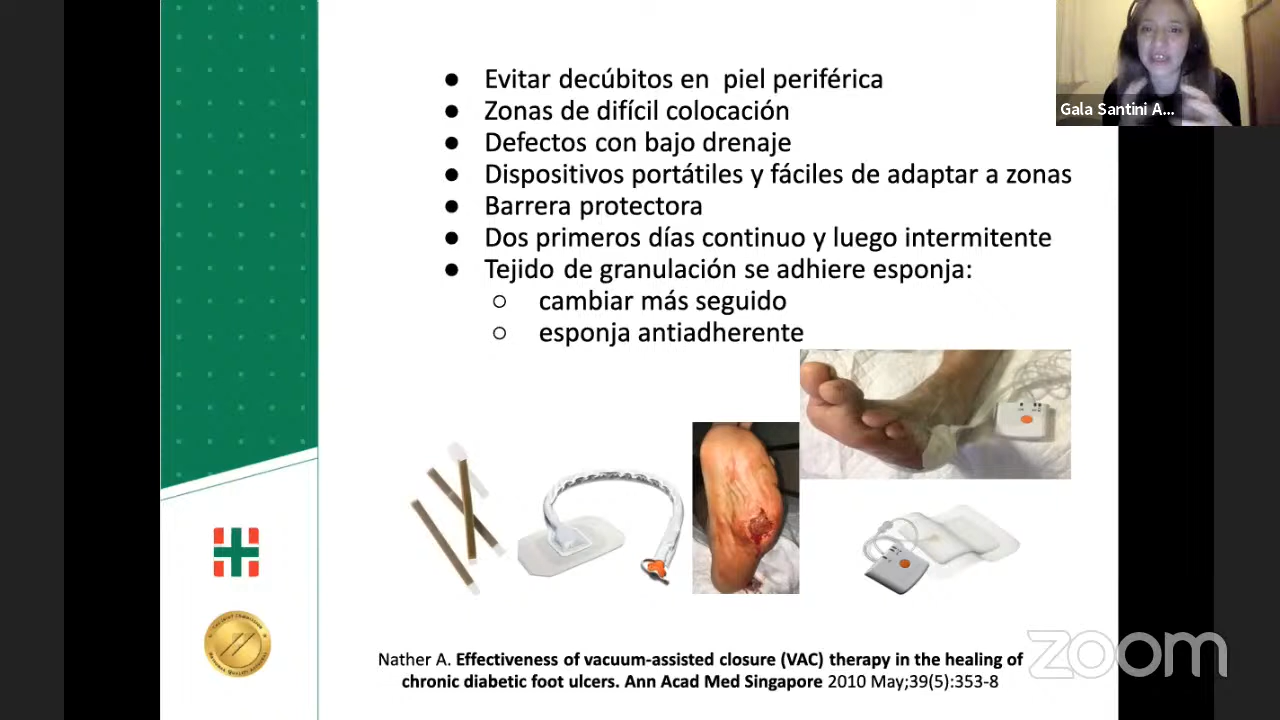 Gala Santini A...
● Evitar decúbitos en piel periférica
● Zonas de difícil colocación
● Defectos con bajo drenaje
● Dispositivos portátiles y fáciles de adaptar a zonas
● Barrera protectora
● Dos primeros días continuo y luego intermitente
● Tejido de granulación se adhiere esponja:
○ cambiar más seguido
○ esponja antiadherente
Nather A. Effectiveness of vacuum-assisted closure (VAC) therapy in the healing of
chronic diabetic foot ulcers. Ann Acad Med Singapore 2010 May;39(5):353-8
zoom